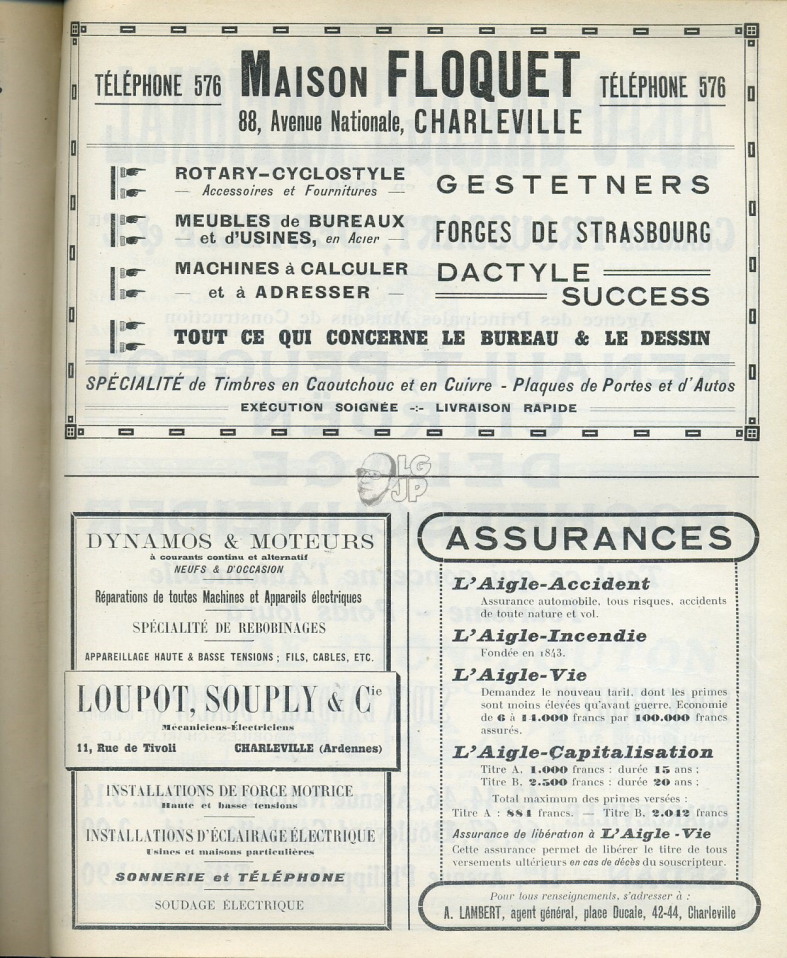 TÉLÉPHONE 576
MAISON FLOQUET
TÉLÉPHONE 576
88, Avenue Nationale, CHARLEVILLE
ROTARY-CYCLOSTYLE
— Accessoires et Fournitures —
GESTETNERS
MEUBLES de BUREAUX
— et d'USINES, en Acier —
FORGES DE STRASBOURG
MACHINES à CALCULER
— et à ADRESSER —
DACTYLE
SUCCESS
TOUT CE QUI CONCERNE LE BUREAU & LE DESSIN
SPÉCIALITÉ de Timbres en Caoutchouc et en Cuivre - Plaques de Portes et d'Autos
EXÉCUTION SOIGNÉE -:- LIVRAISON RAPIDE
LG
JP
DYNAMOS & MOTEURS
à courants continu et alternatif
NEUFS & D'OCCASION
Réparations de toutes Machines et Appareils électriques
SPÉCIALITÉ DE REBOBINAGES
APPAREILLAGE HAUTE & BASSE TENSIONS ; FILS, CABLES, ETC.
LOUPOT, SOUPLY & Cie
Mécaniciens-Électriciens
11, Rue de Tivoli CHARLEVILLE (Ardennes)
INSTALLATIONS DE FORCE MOTRICE
Haute et basse tensions
INSTALLATIONS D'ÉCLAIRAGE ÉLECTRIQUE
Usines et maisons particulières
SONNERIE et TÉLÉPHONE
SOUDAGE ÉLECTRIQUE
ASSURANCES
L'Aigle-Accident
Assurance automobile, tous risques, accidents
de toute nature et vol.
L'Aigle-Incendie
Fondée en 1843.
L'Aigle-Vie
Demandez le nouveau tarif, dont les primes
sont moins élevées qu'avant guerre. Economie
de 6 à 14.000 francs par 100.000 francs
assurés.
L'Aigle-Capitalisation
Titre A. 1.000 francs : durée 15 ans ;
Titre B. 2.500 francs : durée 20 ans ;
Total maximum des primes versées :
Titre A : 884 francs. Titre B. 2.042 francs
Assurance de libération à L'Aigle-Vie
Cette assurance permet de libérer le titre de tous
versements ultérieurs en cas de décès du souscripteur.
Pour tous renseignements, s'adresser à :
A. LAMBERT, agent général, place Ducale, 42-44, Charleville